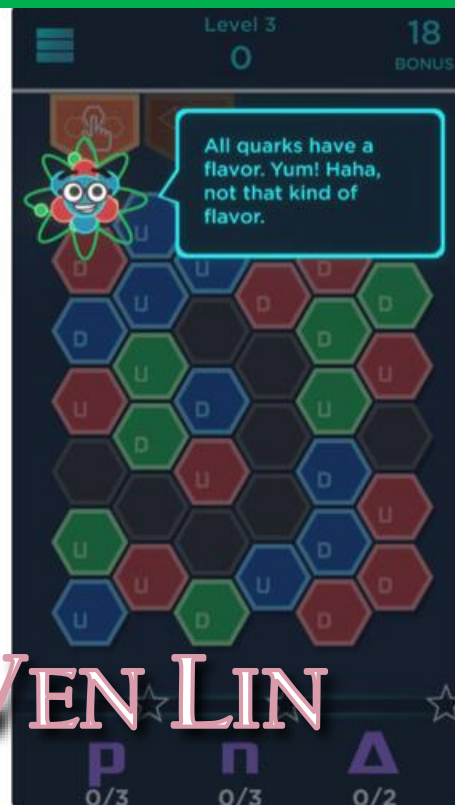 Level 3
18
0
BONUS
All quarks have a
flavor. Yum! Haha,
not that kind of
flavor.
U
D
U
D
U
D
D
D
D
U
U
U
D
U
D
U
D
U
U
D
U
D
U
U
D
U
D
D
VEN LIN
p n Δ
0/3 0/3 0/2